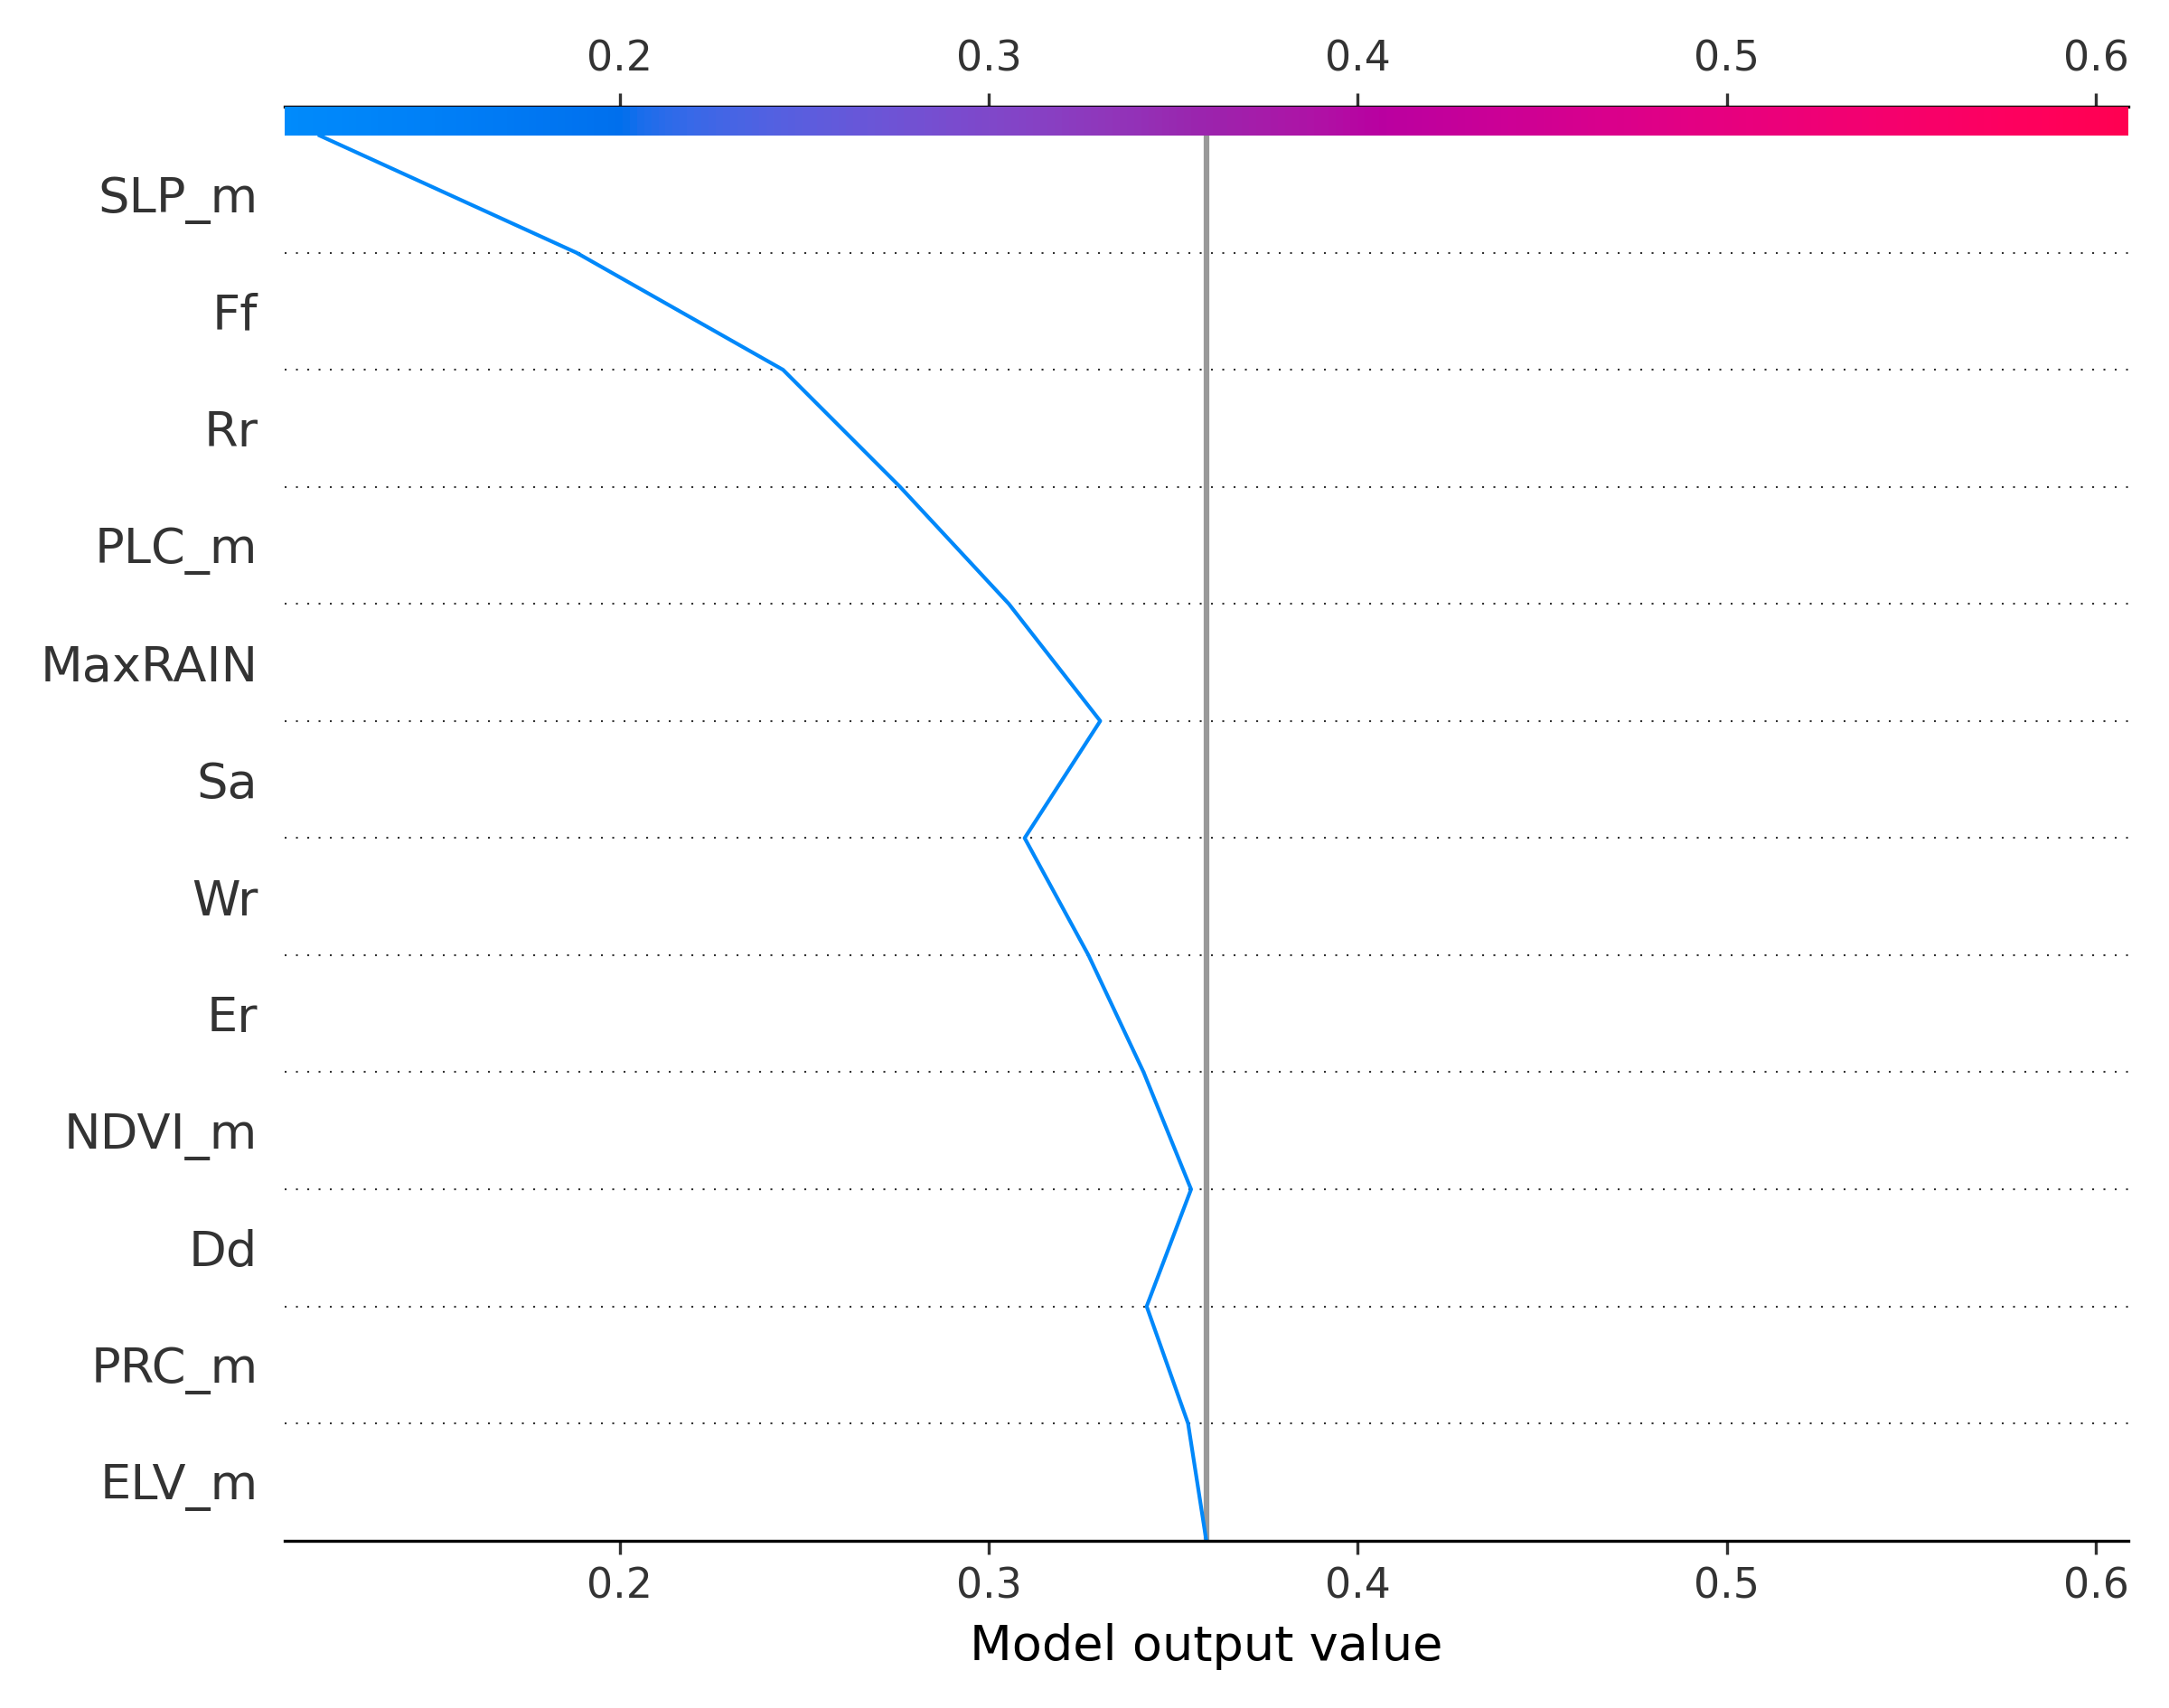 0.2 0.3 0.4 0.5 0.6
SLP_m
Ff
Rr
PLC_m
MaxRAIN
Sa
Wr
Er
NDVI_m
Dd
PRC_m
ELV_m
0.2 0.3 0.4 0.5 0.6
Model output value